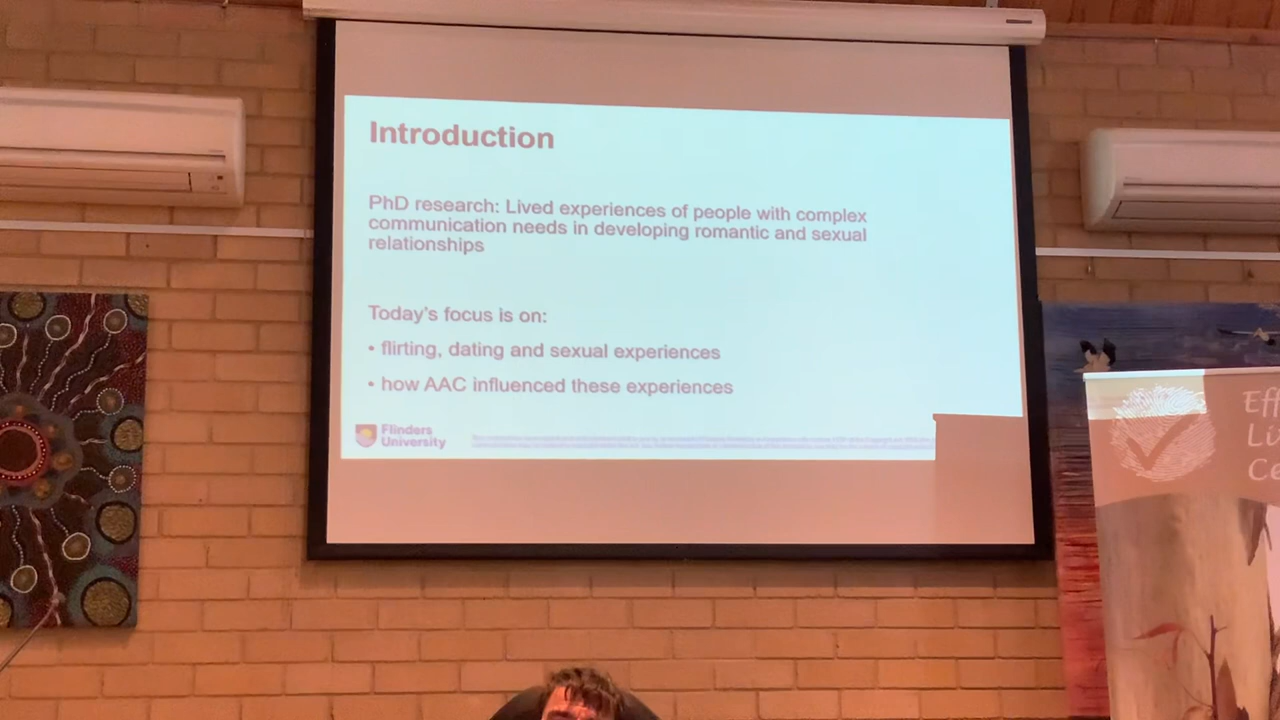 Introduction
PhD research: Lived experiences of people with complex
communication needs in developing romantic and sexual
relationships
Today's focus is on:
• flirting, dating and sexual experiences
• how AAC influenced these experiences
Flinders
University